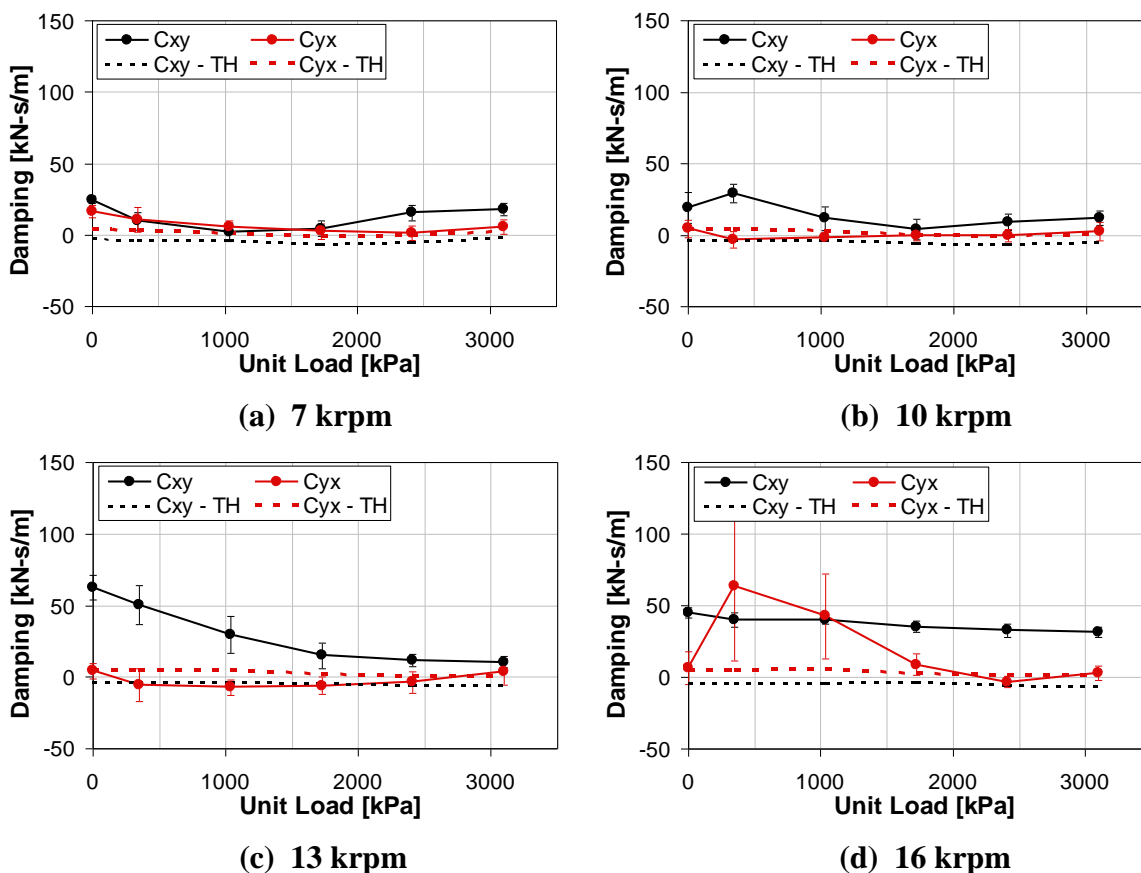 150
Cxy Cyx
Cxy - TH Cyx - TH
100
50
0
-50
Damping [kN-s/m]
0 1000 2000 3000
Unit Load [kPa]
(a) 7 krpm
150
Cxy Cyx
Cxy - TH Cyx - TH
100
50
0
-50
Damping [kN-s/m]
0 1000 2000 3000
Unit Load [kPa]
(b) 10 krpm
150
Cxy Cyx
Cxy - TH Cyx - TH
100
50
0
-50
Damping [kN-s/m]
0 1000 2000 3000
Unit Load [kPa]
(c) 13 krpm
150
Cxy Cyx
Cxy - TH Cyx - TH
100
50
0
-50
Damping [kN-s/m]
0 1000 2000 3000
Unit Load [kPa]
(d) 16 krpm